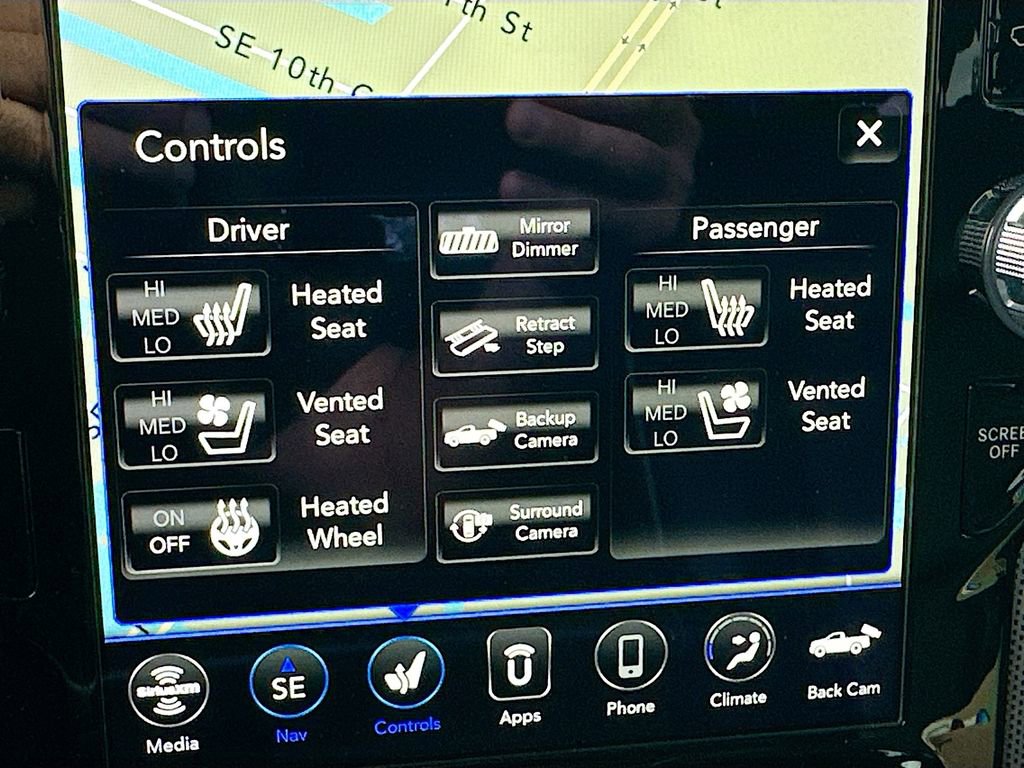 th St
SE 10th C
Controls
X
Driver
HI
MED
LO
Heated
Seat
HI
MED
LO
Vented
Seat
ON
OFF
Heated
Wheel
Mirror
Dimmer
Retract
Step
Backup
Camera
Surround
Camera
Passenger
HI
MED
LO
Heated
Seat
HI
MED
LO
Vented
Seat
SCREE
OFF
SiriusXM
Media
SE
Nav
Controls
Apps
Phone
Climate
Back Cam